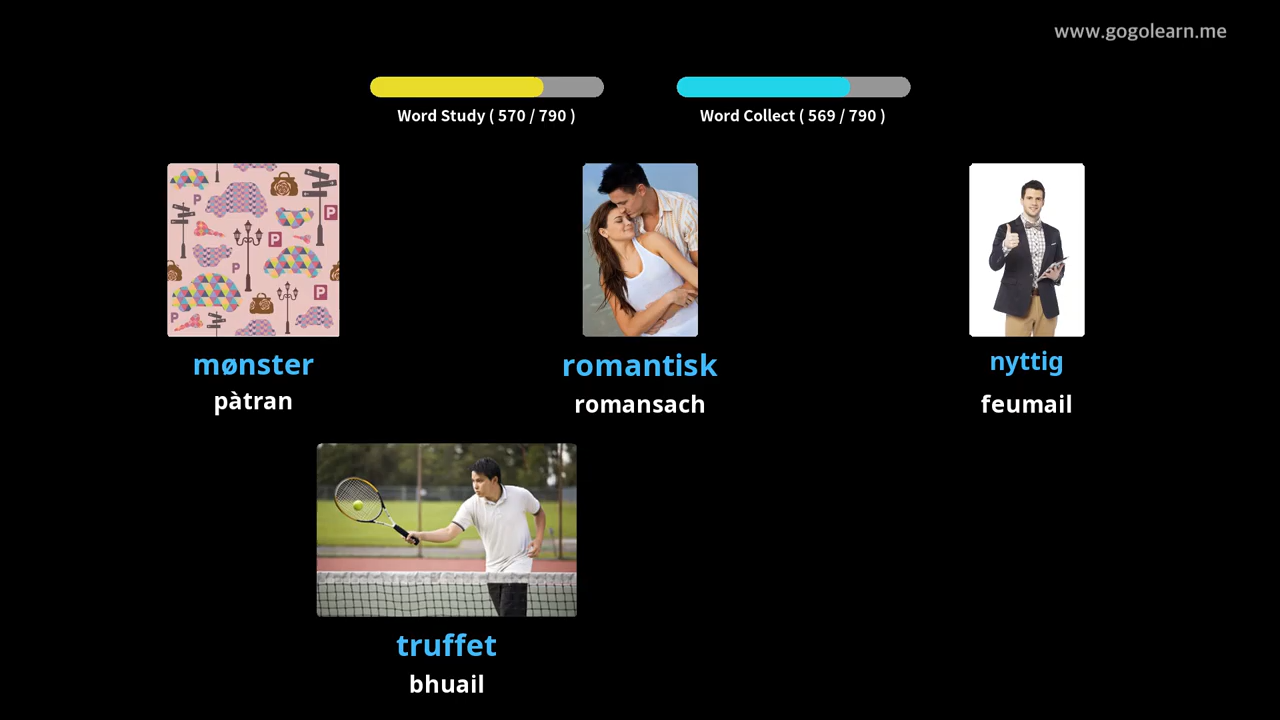 www.gogolearn.me
Word Study ( 570 / 790 )
Word Collect ( 569 / 790 )
P
P
P
P
P
P
mønster
romantisk
nyttig
pàtran
romansach
feumail
truffet
bhuail